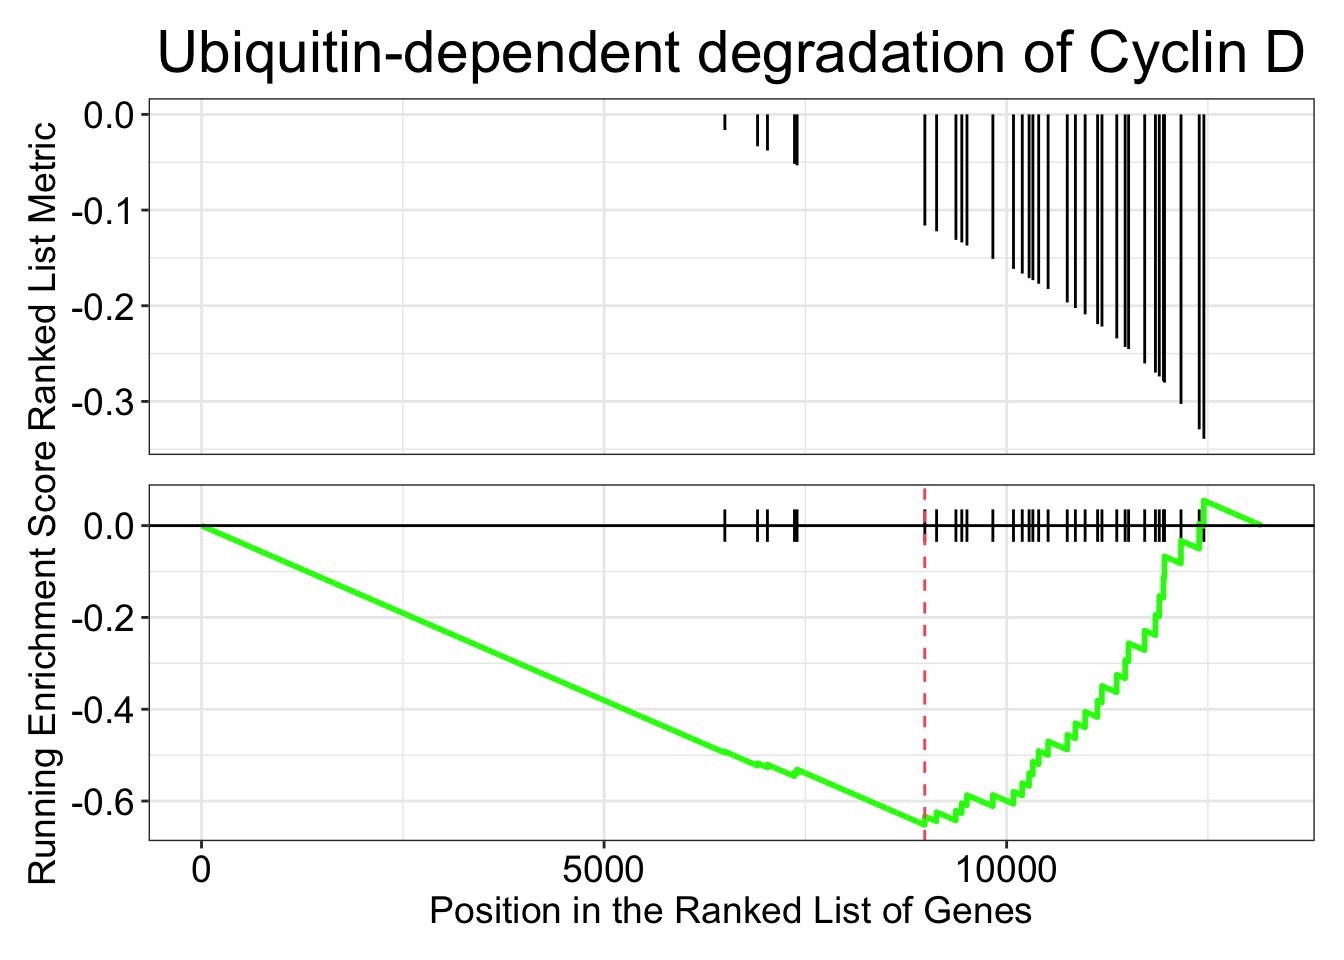 Ubiquitin-dependent degradation of Cyclin D
Ranked List Metric
0.0
-0.1
-0.2
-0.3
Running Enrichment Score
0.0
-0.2
-0.4
-0.6
0 5000 10000
Position in the Ranked List of Genes